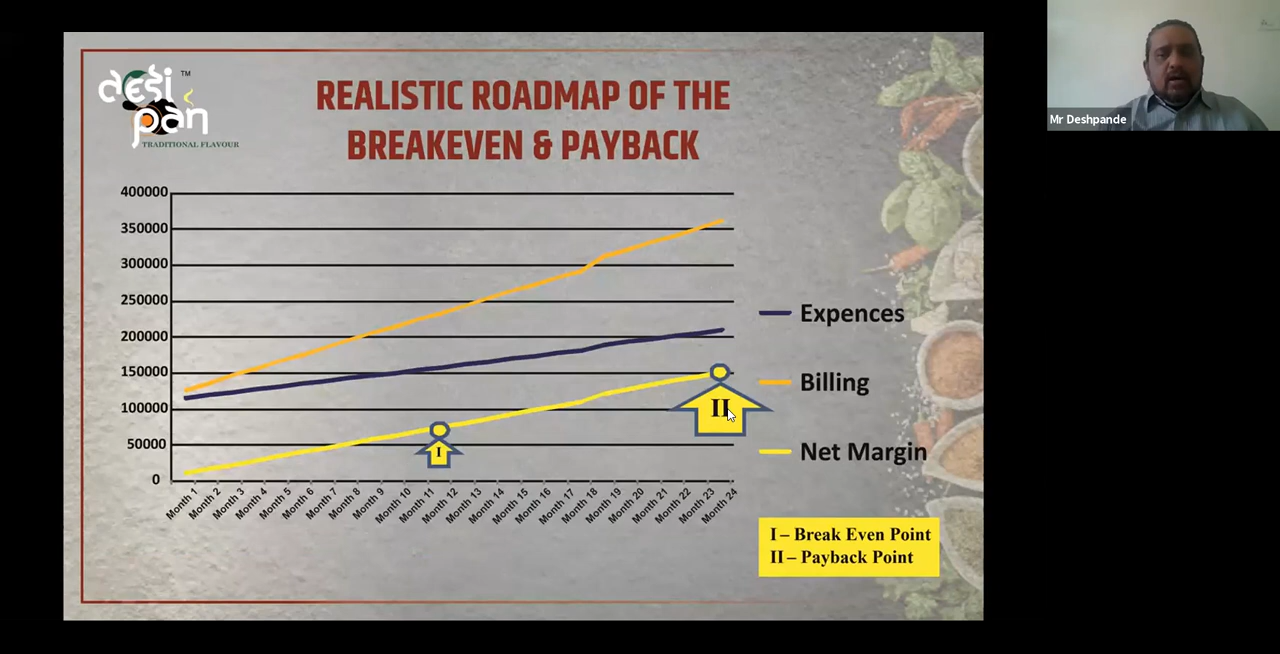 desi
TM
pan
TRADITIONAL FLAVOUR
REALISTIC ROADMAP OF THE
BREAKEVEN & PAYBACK
400000
350000
300000
250000
200000
150000
100000
50000
0
Month 1
Month 2
Month 3
Month 4
Month 5
Month 6
Month 7
Month 8
Month 9
Month 10
Month 11
Month 12
Month 13
Month 14
Month 15
Month 16
Month 17
Month 18
Month 19
Month 20
Month 21
Month 22
Month 23
Month 24
I
II
Expences
Billing
Net Margin
I – Break Even Point
II – Payback Point
Mr Deshpande